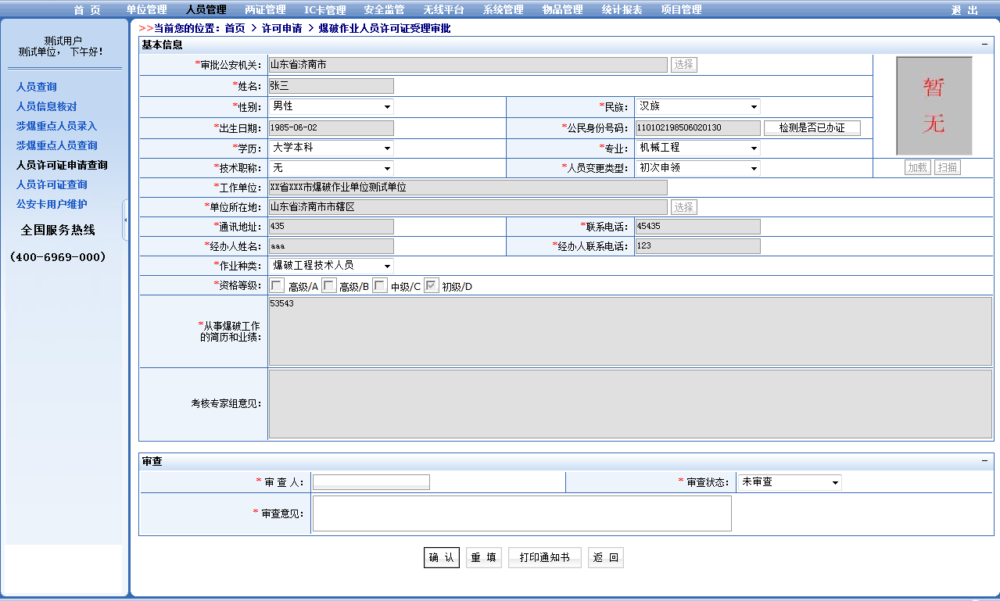 首 页 单位管理 人员管理 两证管理 IC卡管理 安全监管 无线平台 系统管理 物品管理 统计报表 项目管理 退 出
测试用户
测试单位， 下午好！
人员查询
人员信息核对
涉爆重点人员录入
涉爆重点人员查询
人员许可证申请查询
人员许可证查询
公安卡用户维护
全国服务热线
(400-6969-000)
>>当前您的位置：首页 > 许可申请 > 爆破作业人员许可证受理审批
基本信息
*审批公安机关： 山东省济南市 选择
*姓名： 张三
*性别： 男性 *民族： 汉族
*出生日期： 1985-06-02 *公民身份号码： 110102198506020130 检测是否已办证
*学历： 大学本科 *专业： 机械工程
*技术职称： 无 *人员变更类型： 初次申领
暂
无
加载 扫描
*工作单位： XX省XXX市爆破作业单位测试单位
*单位所在地： 山东省济南市市辖区 选择
*通讯地址： 435 *联系电话： 45435
*经办人姓名： aaa *经办人联系电话： 123
*作业种类： 爆破工程技术人员
*资格等级： 高级/A 高级/B 中级/C 初级/D
*从事爆破工作
的简历和业绩：
53543
考核专家组意见：
审查
* 审 查 人： * 审查状态： 未审查
* 审查意见：
确 认 重 填 打印通知书 返 回